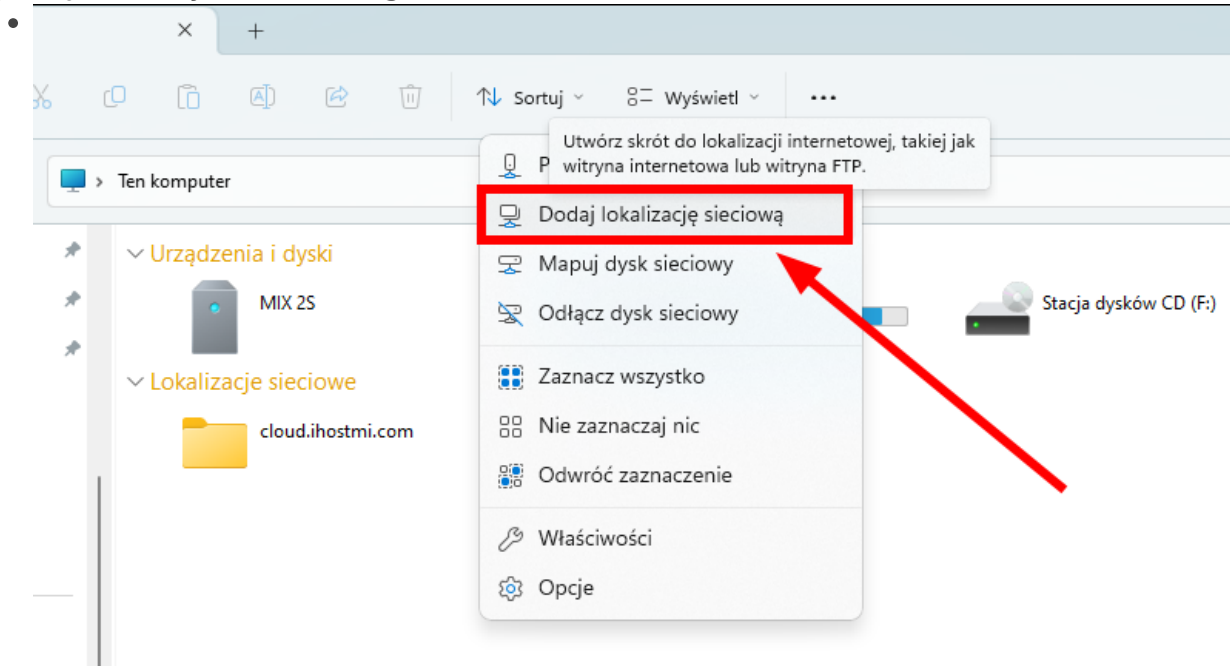 Sortuj
Wyświetl
Utwórz skrót do lokalizacji internetowej, takiej jak
witryna internetowa lub witryna FTP.
Ten komputer
Dodaj lokalizację sieciową
Mapuj dysk sieciowy
Odłącz dysk sieciowy
Zaznacz wszystko
Nie zaznaczaj nic
Odwróć zaznaczenie
Właściwości
Opcje
Urządzenia i dyski
MIX 2S
Stacja dysków CD (F:)
Lokalizacje sieciowe
cloud.ihostmi.com